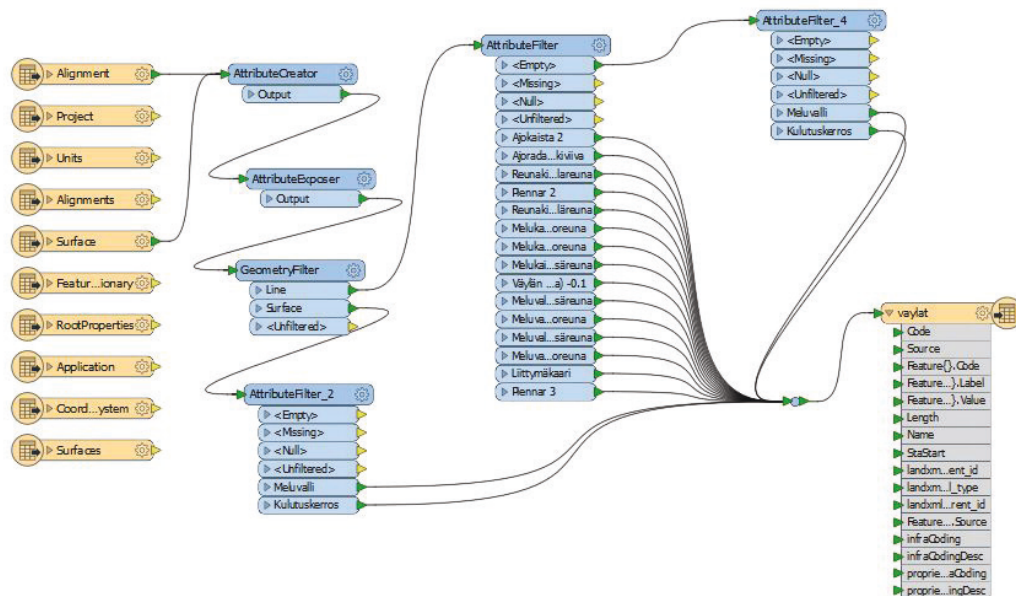 Alignment
Project
Units
Alignments
Surface
Featur...ionary
RootProperties
Application
Coord...ystem
Surfaces
AttributeCreator
Output
AttributeExposer
Output
GeometryFilter
Line
Surface
<Unfiltered>
AttributeFilter_2
<Empty>
<Missing>
<Null>
<Unfiltered>
Meluvalli
Kulutuskerros
AttributeFilter
<Empty>
<Missing>
<Null>
<Unfiltered>
Ajokaista 2
Ajorada...kiviiva
Reunaki...lareuna
Piennar 2
Reunaki...läreuna
Meluka...oreuna
Meluka...oreuna
Melukai...säreuna
Väylän ...a) -0.1
Meluval...säreuna
Meluva...oreuna
Meluval...säreuna
Meluva...oreuna
Liittymäkaari
Piennar 3
AttributeFilter_4
<Empty>
<Missing>
<Null>
<Unfiltered>
Meluvalli
Kulutuskerros
vaylat
Code
Source
Feature{}.Code
Feature...}.Label
Feature...}.Value
Length
Name
StaStart
landxm...ent_id
landxm...l_type
landxml...rent_id
Feature....Source
infraCoding
infraCodingDesc
proprie...aCoding
proprie...ingDesc